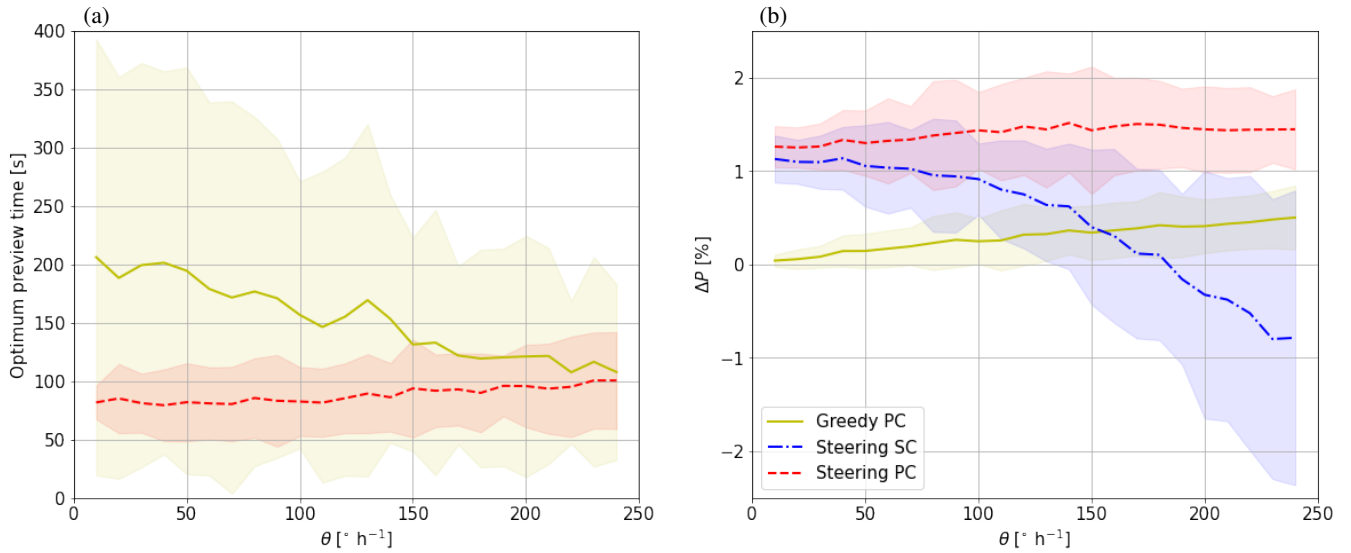 (a)
400
350
300
250
200
150
100
50
0
Optimum preview time [s]
0 50 100 150 200 250
θ [° h⁻¹]
(b)
2
1
0
−1
−2
ΔP [%]
Greedy PC
Steering SC
Steering PC
0 50 100 150 200 250
θ [° h⁻¹]